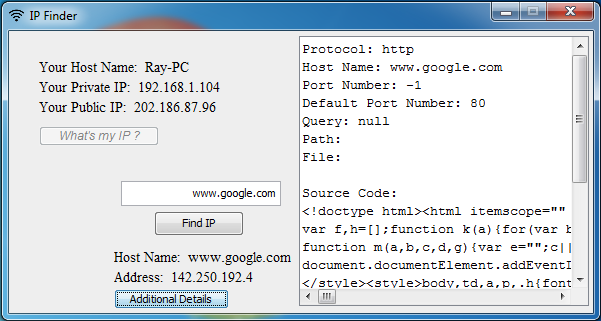 IP Finder
Your Host Name: Ray-PC
Your Private IP: 192.168.1.104
Your Public IP: 202.186.87.96
What's my IP ?
www.google.com
Find IP
Host Name: www.google.com
Address: 142.250.192.4
Additional Details
Protocol: http
Host Name: www.google.com
Port Number: -1
Default Port Number: 80
Query: null
Path:
File:
Source Code:
<!doctype html><html itemscope=""
var f,h=[];function k(a){for(var b
function m(a,b,c,d,g){var e="";c||
document.documentElement.addEventI
</style><style>body,td,a,p,.h{font